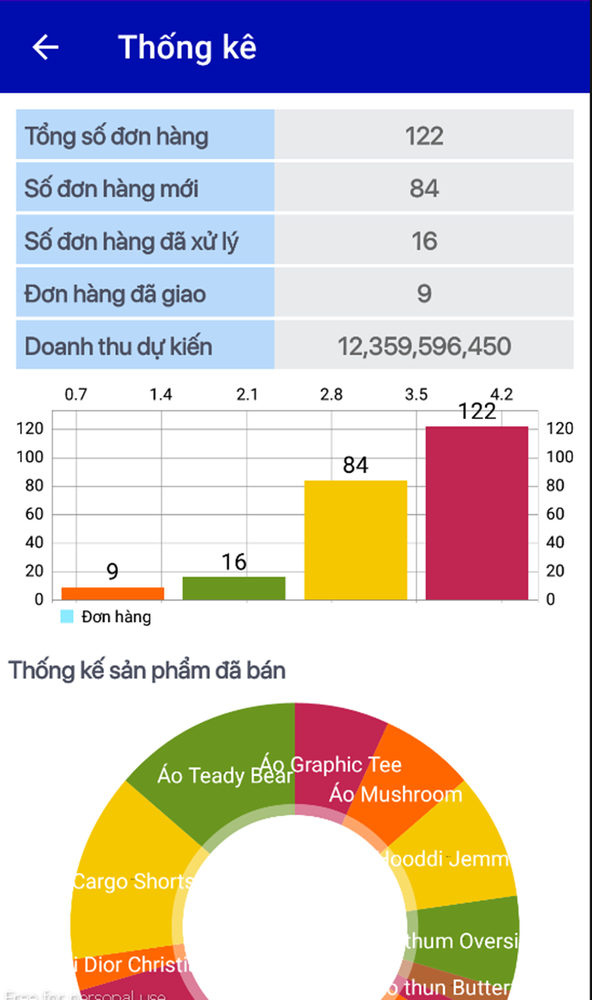 Thống kê
Tổng số đơn hàng 122
Số đơn hàng mới 84
Số đơn hàng đã xử lý 16
Đơn hàng đã giao 9
Doanh thu dự kiến 12,359,596,450
0.7 1.4 2.1 2.8 3.5 4.2
122
120 120
100 100
84
80 80
60 60
40 40
9 16
20 20
0 0
Đơn hàng
Thống kế sản phẩm đã bán
Áo Graphic Tee
Áo Teady Bear
Áo Mushroom
Hooddi Jemm
Cargo Shorts
thum Oversi
i Dior Christi
o thun Butter
Free for personal use